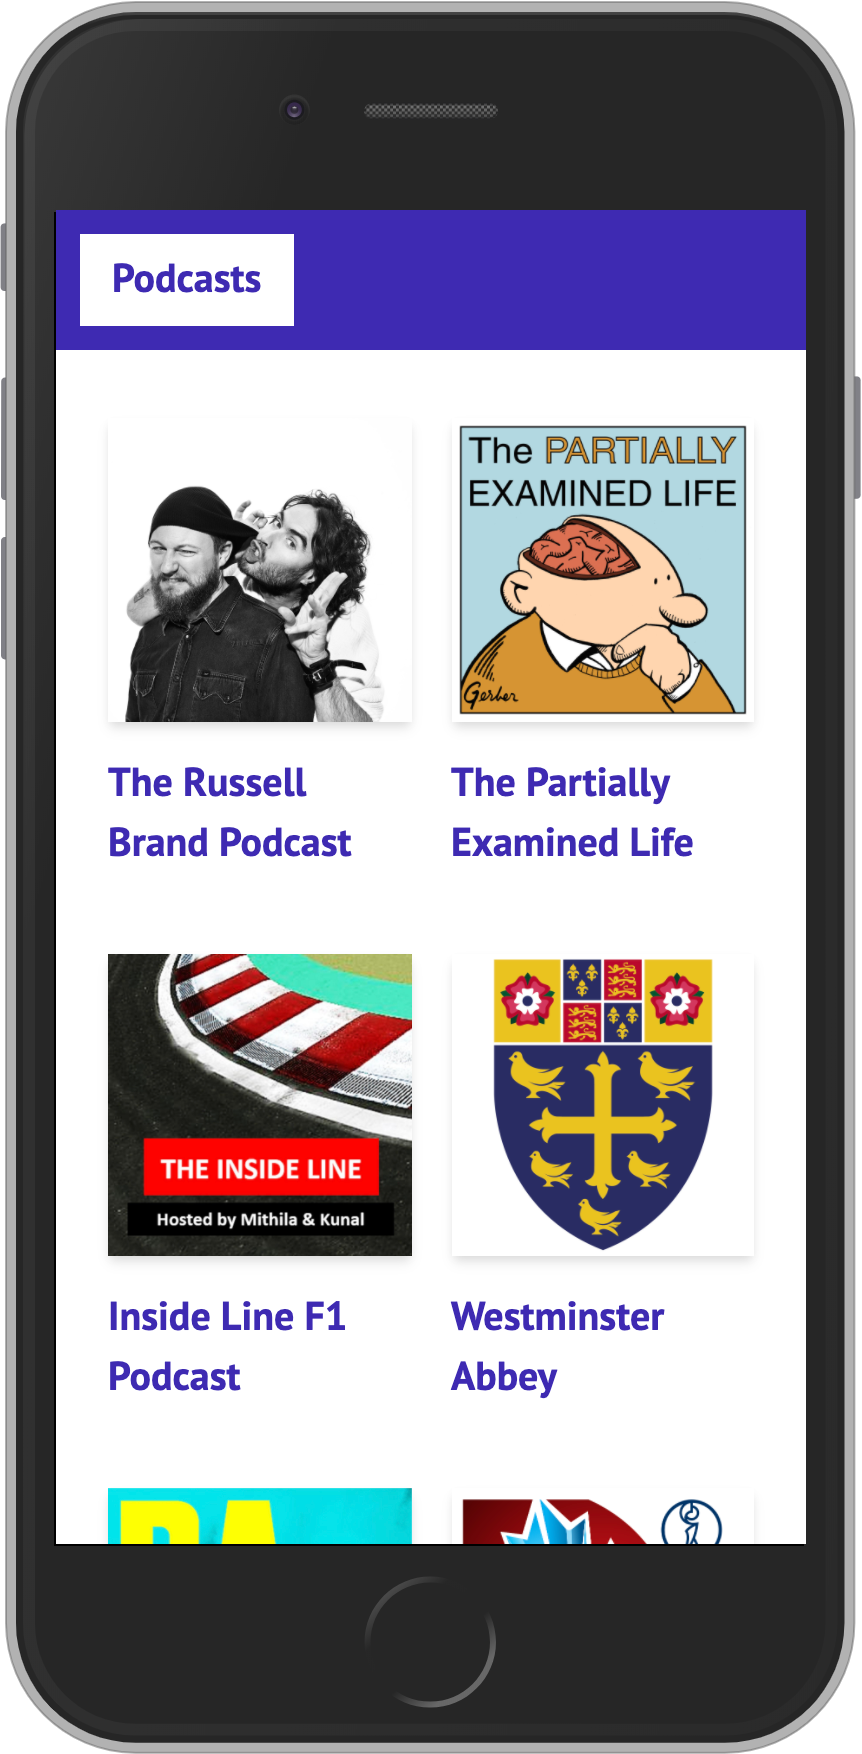 Podcasts
The PARTIALLY
EXAMINED LIFE
Gerber
The Russell
Brand Podcast
The Partially
Examined Life
THE INSIDE LINE
Hosted by Mithila & Kunal
Inside Line F1
Podcast
Westminster
Abbey